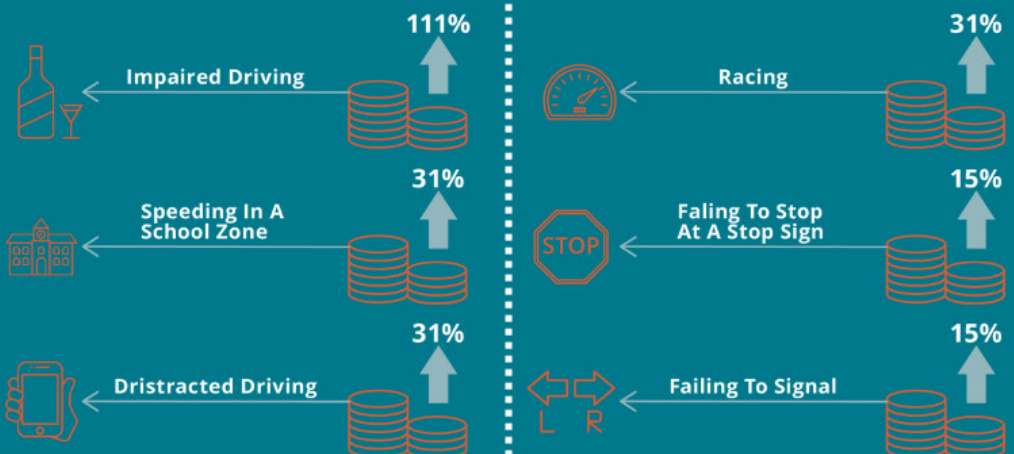 111%
Impaired Driving
31%
Speeding In A
School Zone
31%
Dristracted Driving
31%
Racing
15%
Faling To Stop
At A Stop Sign
STOP
15%
Failing To Signal
L R